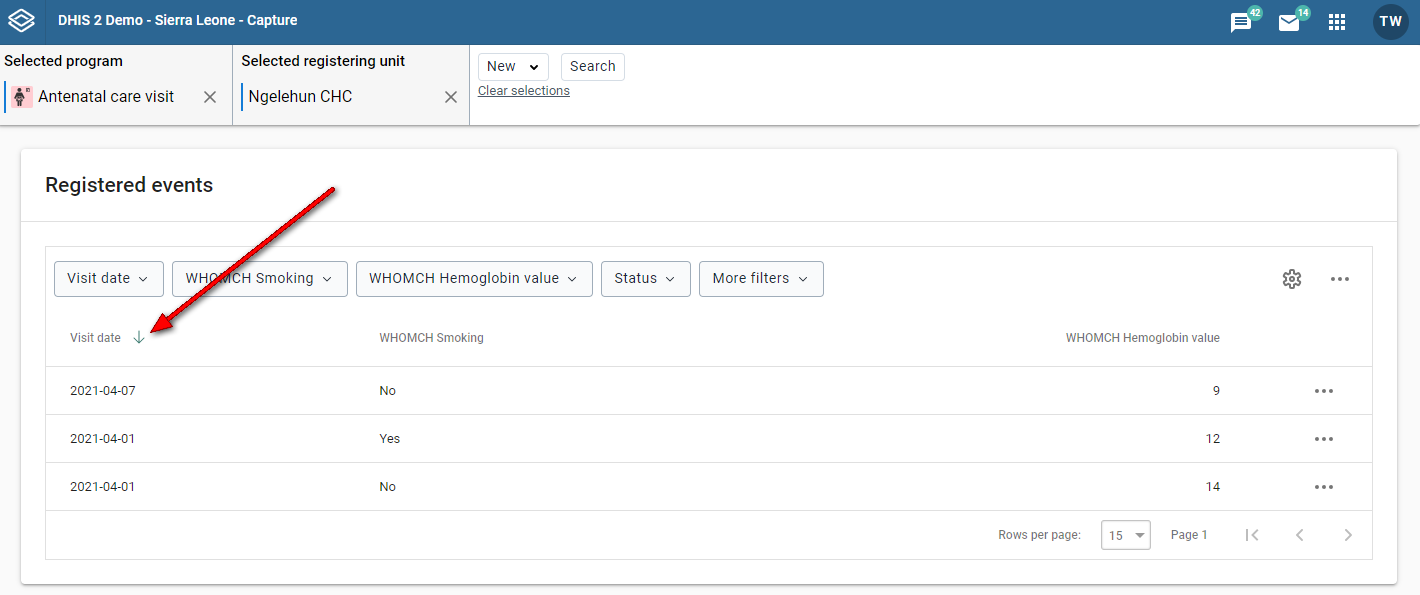 DHIS 2 Demo - Sierra Leone - Capture
42
14
TW
Selected program
Antenatal care visit
Selected registering unit
Ngelehun CHC
New
Search
Clear selections
Registered events
Visit date
WHOMCH Smoking
WHOMCH Hemoglobin value
Status
More filters
Visit date WHOMCH Smoking WHOMCH Hemoglobin value
2021-04-07 No 9
2021-04-01 Yes 12
2021-04-01 No 14
Rows per page: 15 Page 1